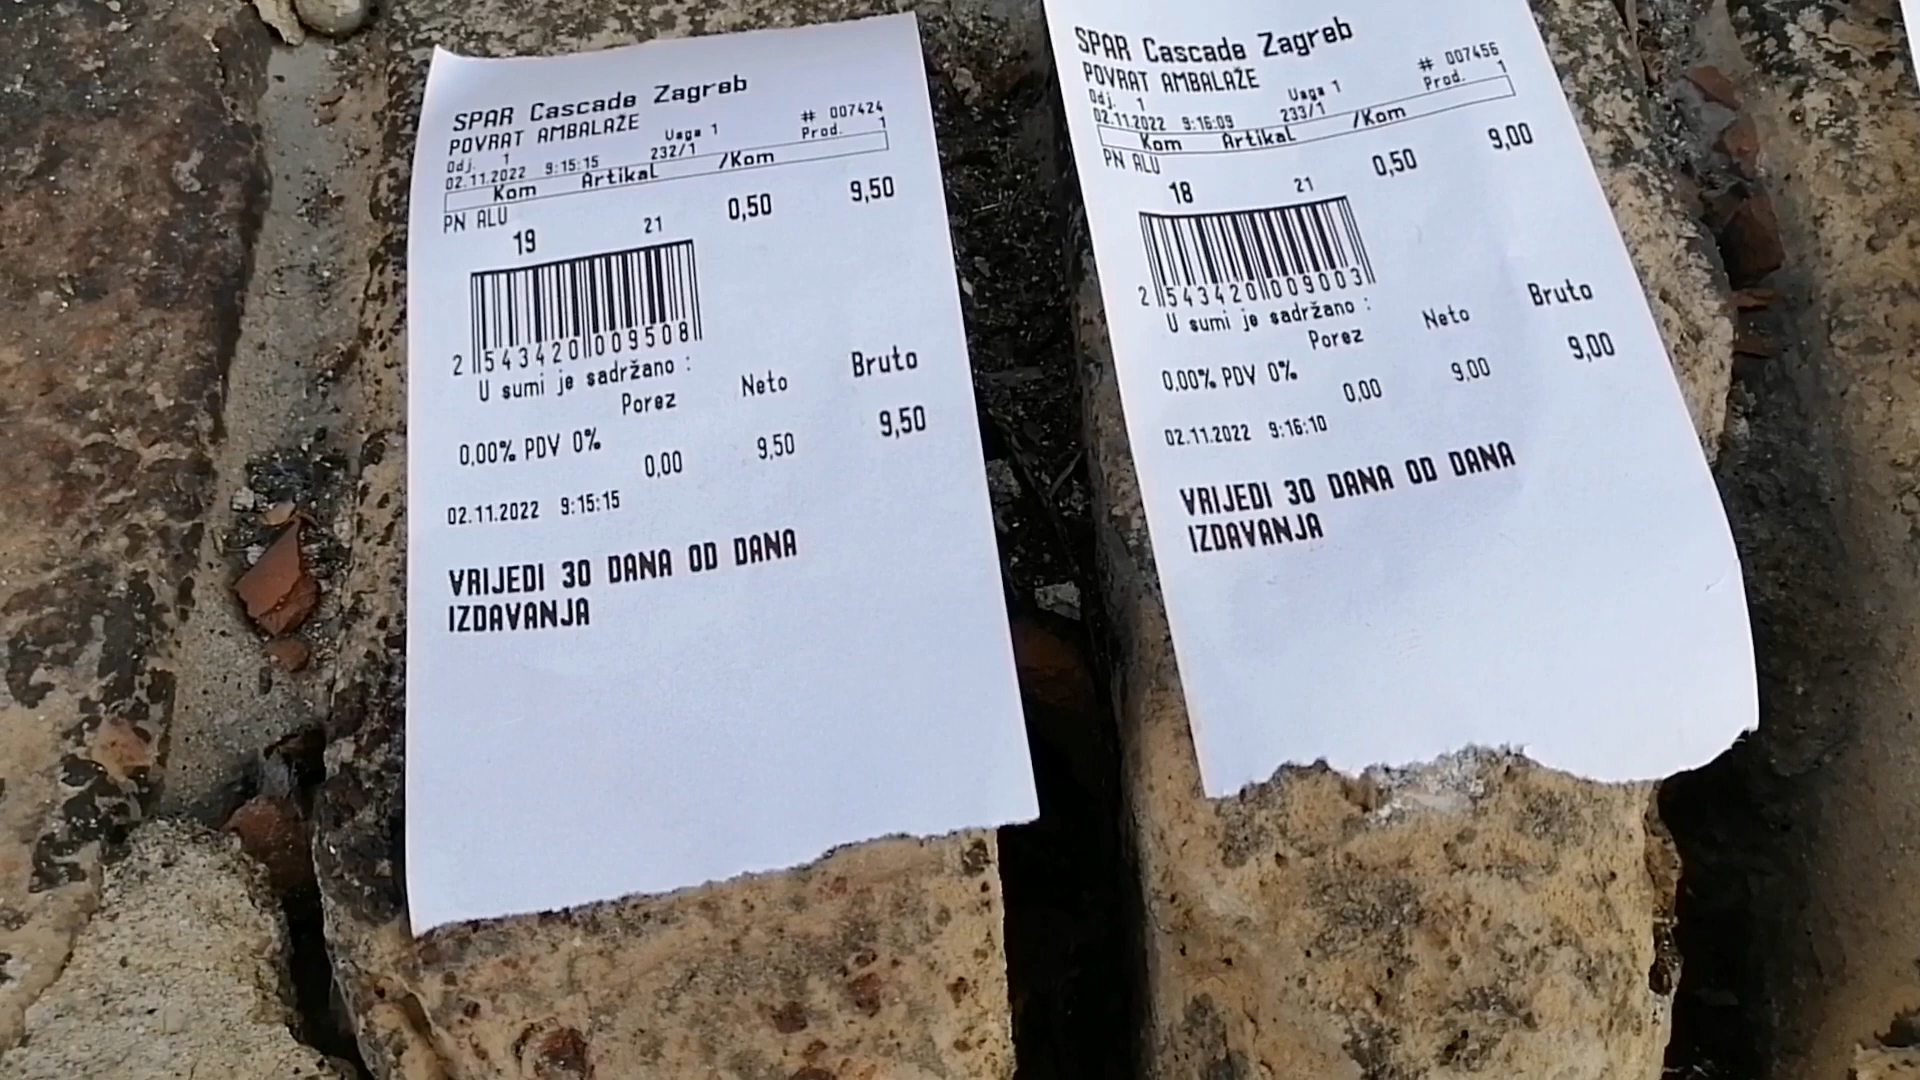 SPAR Cascade Zagreb
POVRAT AMBALAŽE
Odj. 1 Vaga 1 # 007424
02.11.2022 9:15:15 232/1 Prod. 1
Kom Artikal /Kom
PN ALU
19 21 0,50 9,50
2 543420 009508
U sumi je sadržano :
Porez Neto Bruto
0,00% PDV 0%
0,00 9,50 9,50
02.11.2022 9:15:15
VRIJEDI 30 DANA OD DANA
IZDAVANJA
SPAR Cascade Zagreb
POVRAT AMBALAŽE
Odj. 1 Vaga 1 # 007456
02.11.2022 9:16:09 233/1 Prod. 1
Kom Artikal /Kom
PN ALU
18 21 0,50 9,00
2 543420 009003
U sumi je sadržano :
Porez Neto Bruto
0,00% PDV 0%
0,00 9,00 9,00
02.11.2022 9:16:10
VRIJEDI 30 DANA OD DANA
IZDAVANJA